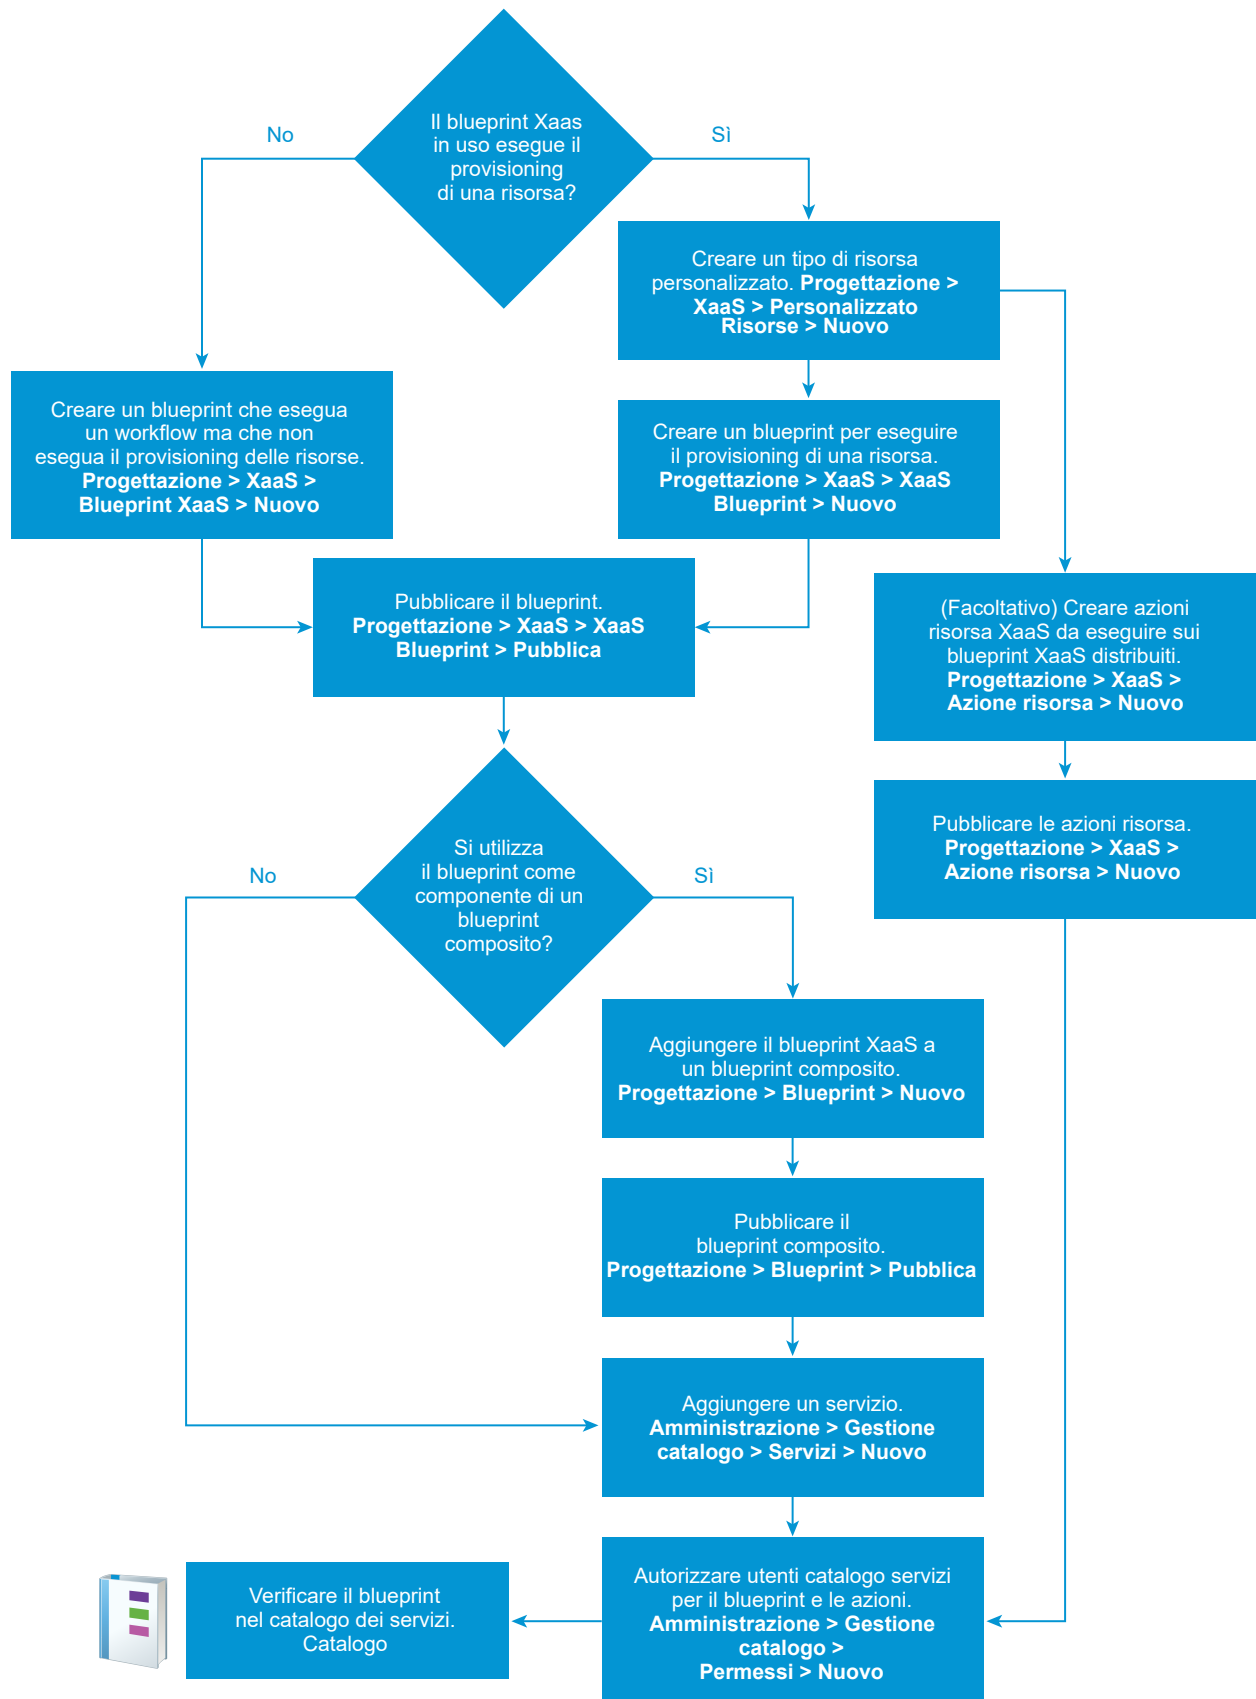 Il blueprint Xaas
in uso esegue il
provisioning
di una risorsa?
No
Sì
Creare un tipo di risorsa
personalizzato. Progettazione >
XaaS > Personalizzato
Risorse > Nuovo
Creare un blueprint che esegua
un workflow ma che non
esegua il provisioning delle risorse.
Progettazione > XaaS >
Blueprint XaaS > Nuovo
Creare un blueprint per eseguire
il provisioning di una risorsa.
Progettazione > XaaS > XaaS
Blueprint > Nuovo
Pubblicare il blueprint.
Progettazione > XaaS > XaaS
Blueprint > Pubblica
(Facoltativo) Creare azioni
risorsa XaaS da eseguire sui
blueprint XaaS distribuiti.
Progettazione > XaaS >
Azione risorsa > Nuovo
Pubblicare le azioni risorsa.
Progettazione > XaaS >
Azione risorsa > Nuovo
Si utilizza
il blueprint come
componente di un
blueprint
composito?
No
Sì
Aggiungere il blueprint XaaS a
un blueprint composito.
Progettazione > Blueprint > Nuovo
Pubblicare il
blueprint composito.
Progettazione > Blueprint > Pubblica
Aggiungere un servizio.
Amministrazione > Gestione
catalogo > Servizi > Nuovo
Autorizzare utenti catalogo servizi
per il blueprint e le azioni.
Amministrazione > Gestione
catalogo >
Permessi > Nuovo
Verificare il blueprint
nel catalogo dei servizi.
Catalogo